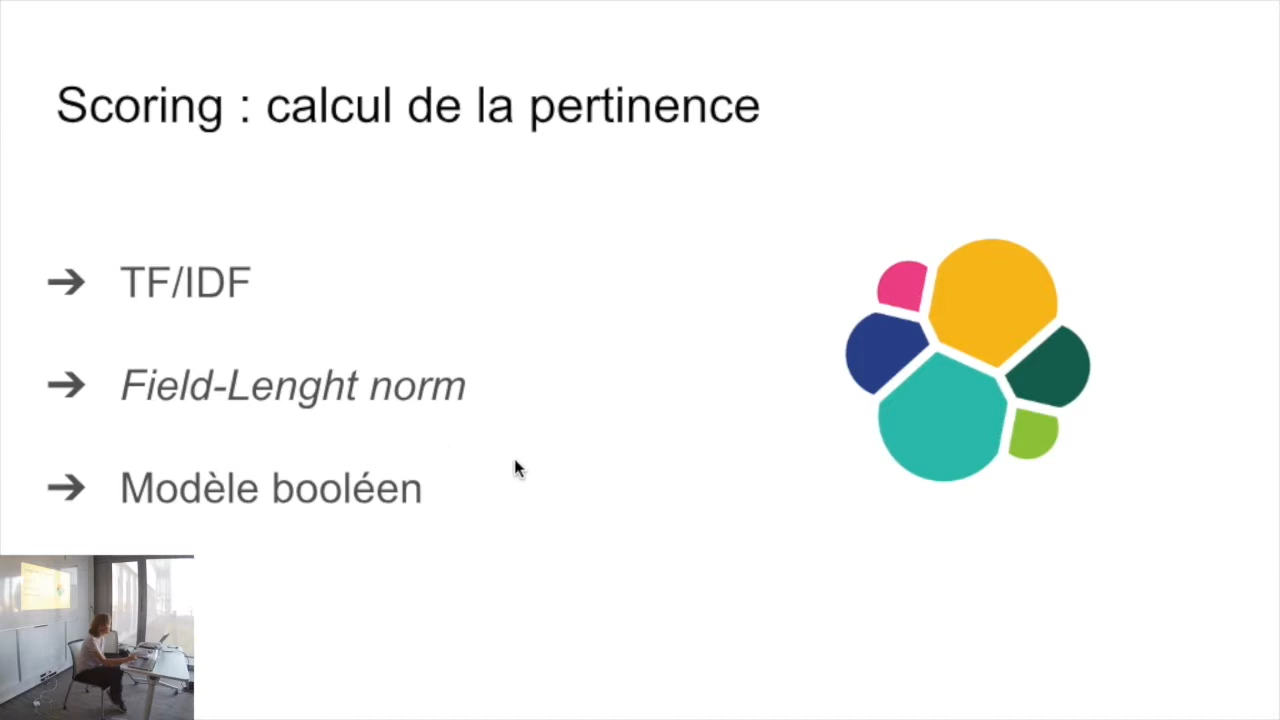 Scoring : calcul de la pertinence
➔ TF/IDF
➔ Field-Lenght norm
➔ Modèle booléen